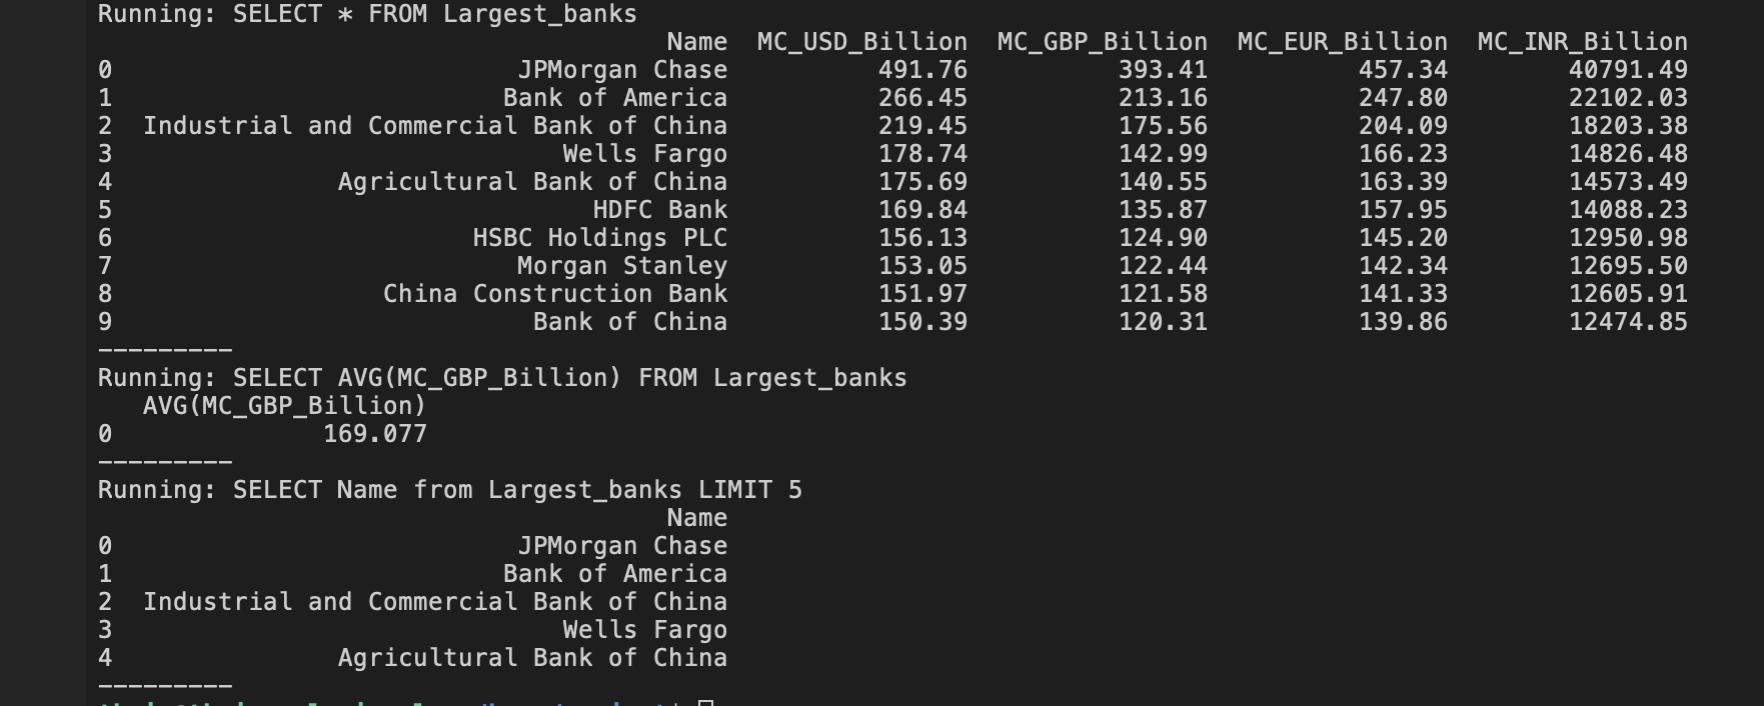 Running: SELECT * FROM Largest_banks
Name MC_USD_Billion MC_GBP_Billion MC_EUR_Billion MC_INR_Billion
0 JPMorgan Chase 491.76 393.41 457.34 40791.49
1 Bank of America 266.45 213.16 247.80 22102.03
2 Industrial and Commercial Bank of China 219.45 175.56 204.09 18203.38
3 Wells Fargo 178.74 142.99 166.23 14826.48
4 Agricultural Bank of China 175.69 140.55 163.39 14573.49
5 HDFC Bank 169.84 135.87 157.95 14088.23
6 HSBC Holdings PLC 156.13 124.90 145.20 12950.98
7 Morgan Stanley 153.05 122.44 142.34 12695.50
8 China Construction Bank 151.97 121.58 141.33 12605.91
9 Bank of China 150.39 120.31 139.86 12474.85
---------
Running: SELECT AVG(MC_GBP_Billion) FROM Largest_banks
AVG(MC_GBP_Billion)
0 169.077
---------
Running: SELECT Name from Largest_banks LIMIT 5
Name
0 JPMorgan Chase
1 Bank of America
2 Industrial and Commercial Bank of China
3 Wells Fargo
4 Agricultural Bank of China
---------